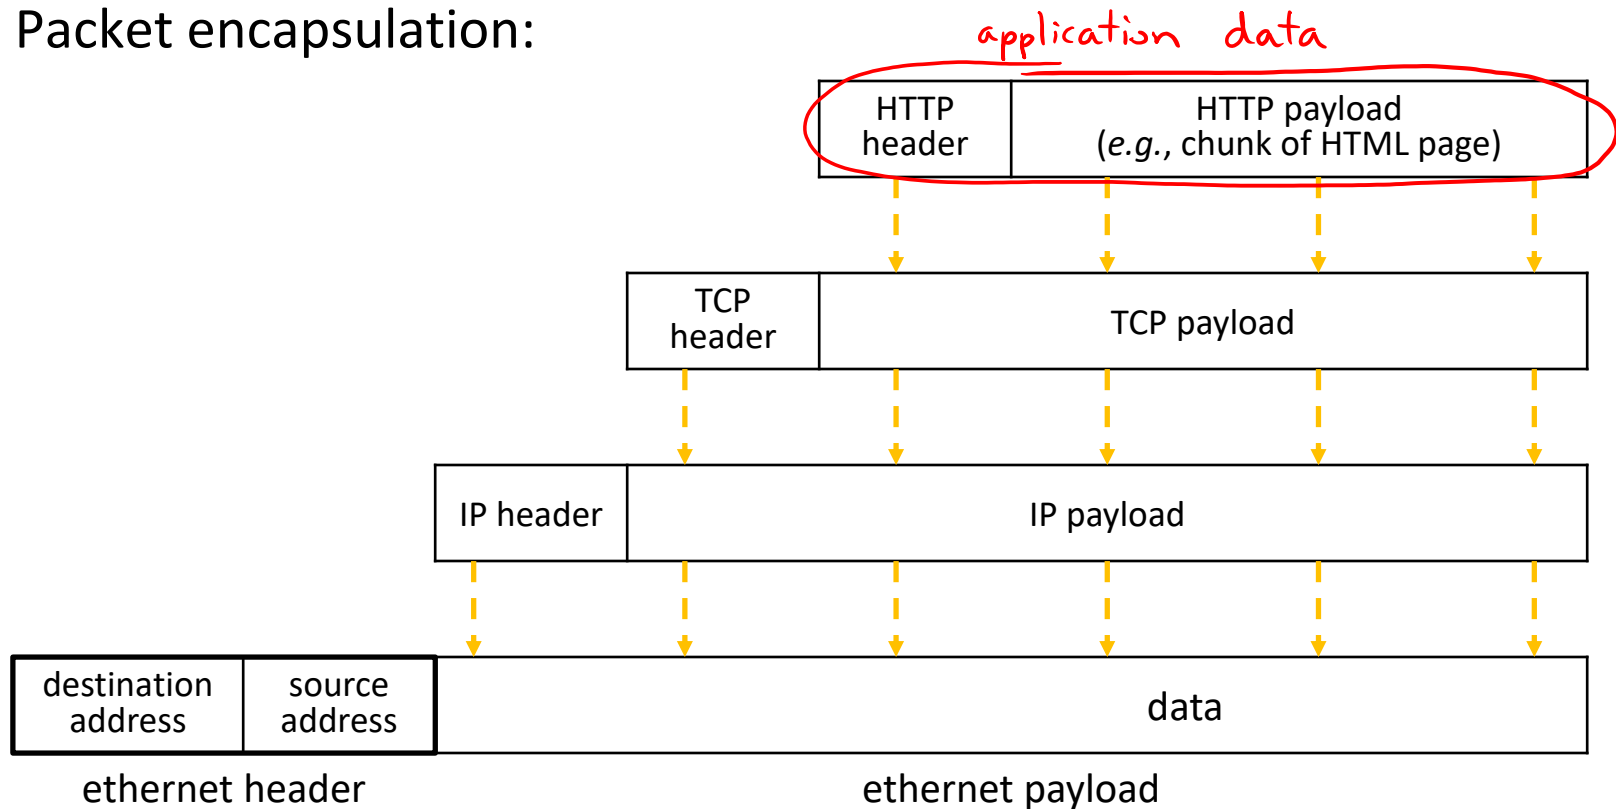 Packet encapsulation:
application data
HTTP header
HTTP payload
(e.g., chunk of HTML page)
TCP header
TCP payload
IP header
IP payload
destination address
source address
data
ethernet header
ethernet payload